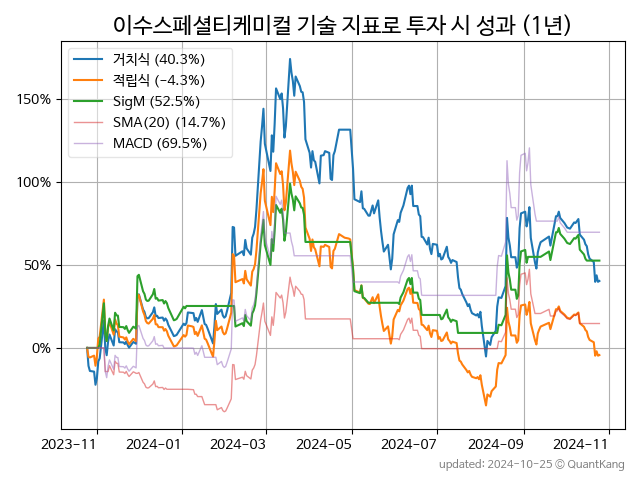 이수스페셜티케미컬 기술 지표로 투자 시 성과 (1년)
거치식 (40.3%)
적립식 (−4.3%)
SigM (52.5%)
SMA(20) (14.7%)
MACD (69.5%)
150%
100%
50%
0%
2023-11 2024-01 2024-03 2024-05 2024-07 2024-09 2024-11
updated: 2024-10-25 © QuantKang